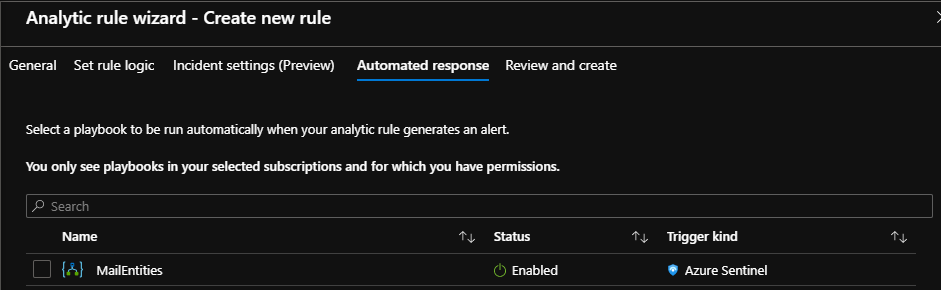 Analytic rule wizard - Create new rule
General Set rule logic Incident settings (Preview) Automated response Review and create
Select a playbook to be run automatically when your analytic rule generates an alert.
You only see playbooks in your selected subscriptions and for which you have permissions.
Search
Name Status Trigger kind
MailEntities Enabled Azure Sentinel